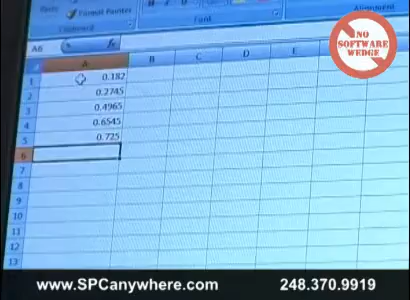 Format Painter
Font
Alignment
NO
SOFTWARE
WEDGE
A6
fx
A B C D E
1 0.182
2 0.2745
3 0.4965
4 0.6545
5 0.725
6
7
8
9
10
11
12
13
www.SPCanywhere.com 248.370.9919